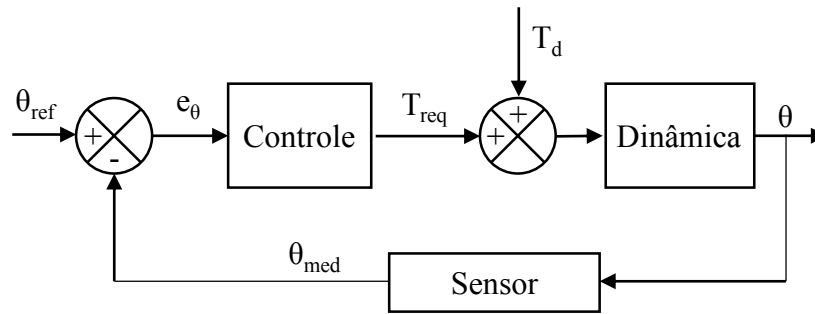 T_d
θ_ref
e_θ
T_req
θ
+
-
Controle
+
+
Dinâmica
θ_med
Sensor